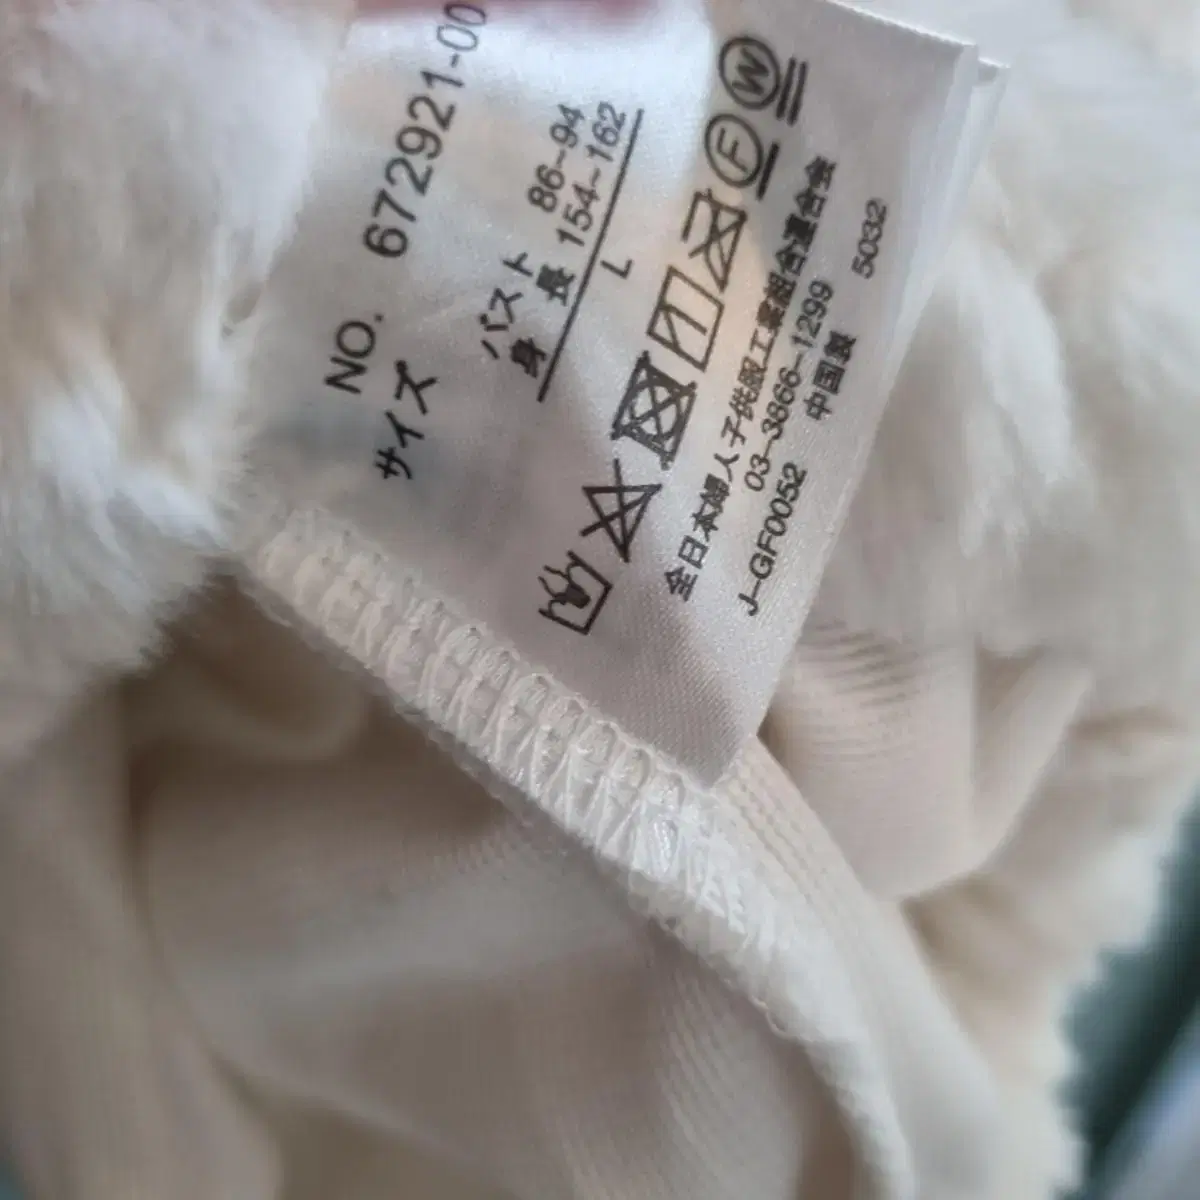 NO. 672921-00
サイズ
バスト 86~94
身長 154~162
L
F
W
全日本婦人子供服工業組合連合会
03-3866-1299
J-GF0052 中国製 5032